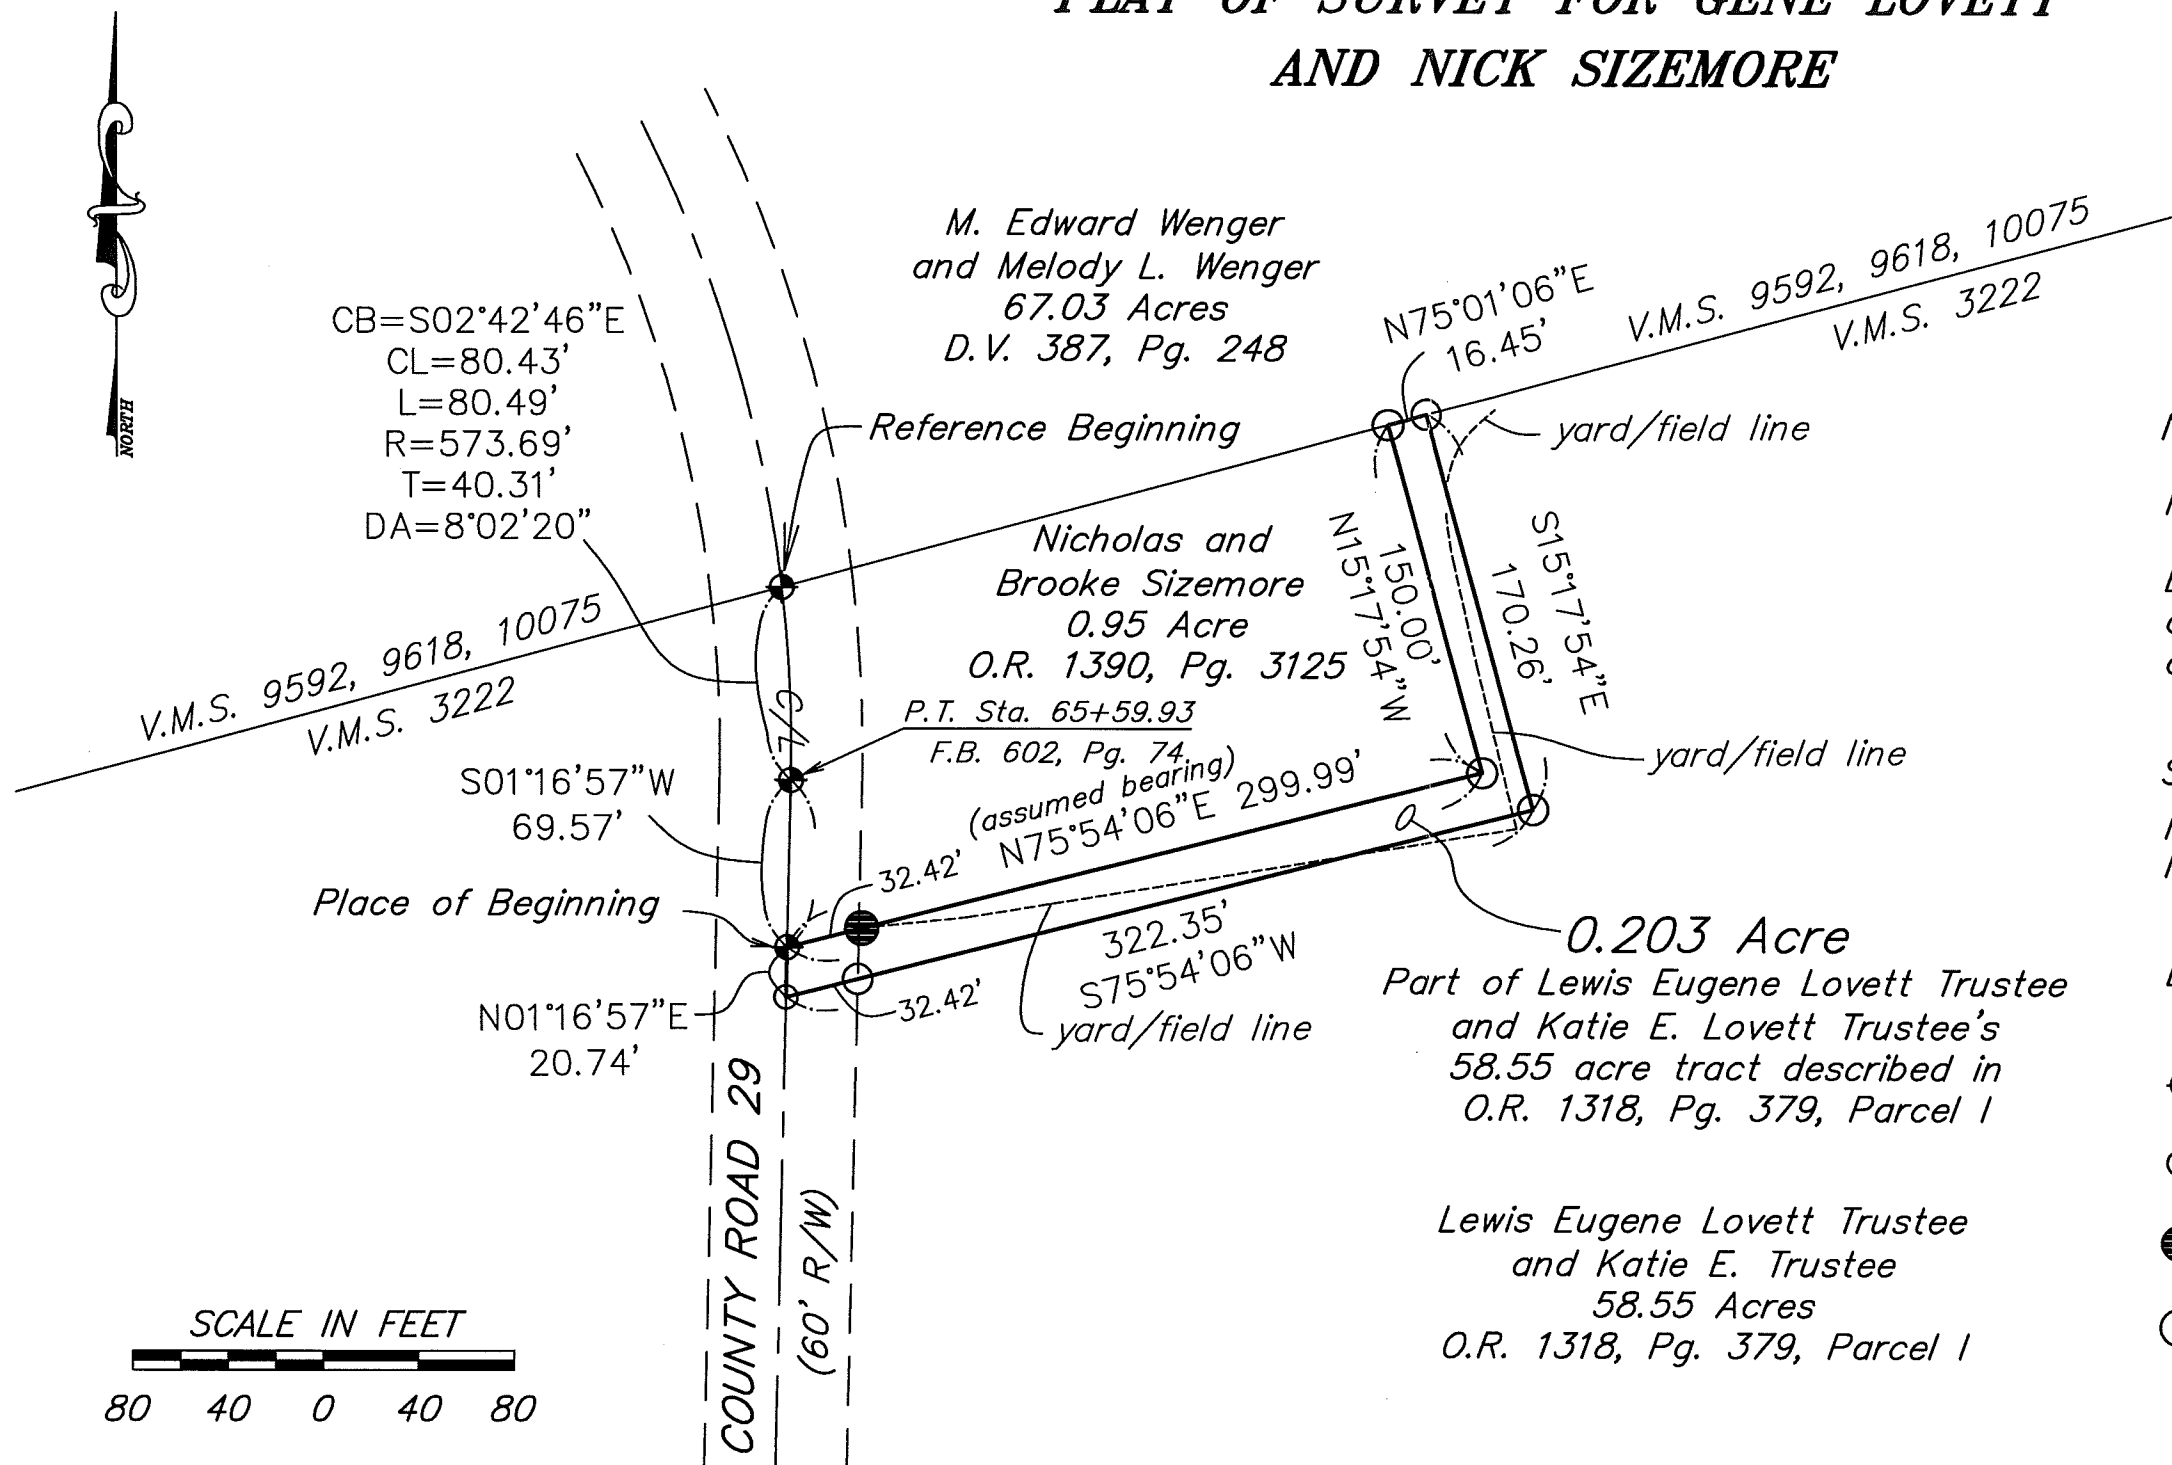 PLAT OF SURVEY FOR GENE LOVETT
AND NICK SIZEMORE
NORTH
M. Edward Wenger
and Melody L. Wenger
67.03 Acres
D.V. 387, Pg. 248
N75°01'06"E
16.45'
V.M.S. 9592, 9618, 10075
V.M.S. 3222
CB=S02°42'46"E
CL=80.43'
L=80.49'
R=573.69'
T=40.31'
DA=8°02'20"
Reference Beginning
yard/field line
Nicholas and
Brooke Sizemore
0.95 Acre
O.R. 1390, Pg. 3125
N15°17'54"W
150.00'
S15°17'54"E
170.26'
V.M.S. 9592, 9618, 10075
V.M.S. 3222
C/L
P.T. Sta. 65+59.93
F.B. 602, Pg. 74
(assumed bearing)
N75°54'06"E 299.99'
yard/field line
S01°16'57"W
69.57'
32.42'
Place of Beginning
322.35'
S75°54'06"W
32.42'
yard/field line
N01°16'57"E
20.74'
0.203 Acre
Part of Lewis Eugene Lovett Trustee
and Katie E. Lovett Trustee's
58.55 acre tract described in
O.R. 1318, Pg. 379, Parcel I
COUNTY ROAD 29
(60' R/W)
Lewis Eugene Lovett Trustee
and Katie E. Trustee
58.55 Acres
O.R. 1318, Pg. 379, Parcel I
SCALE IN FEET
80 40 0 40 80